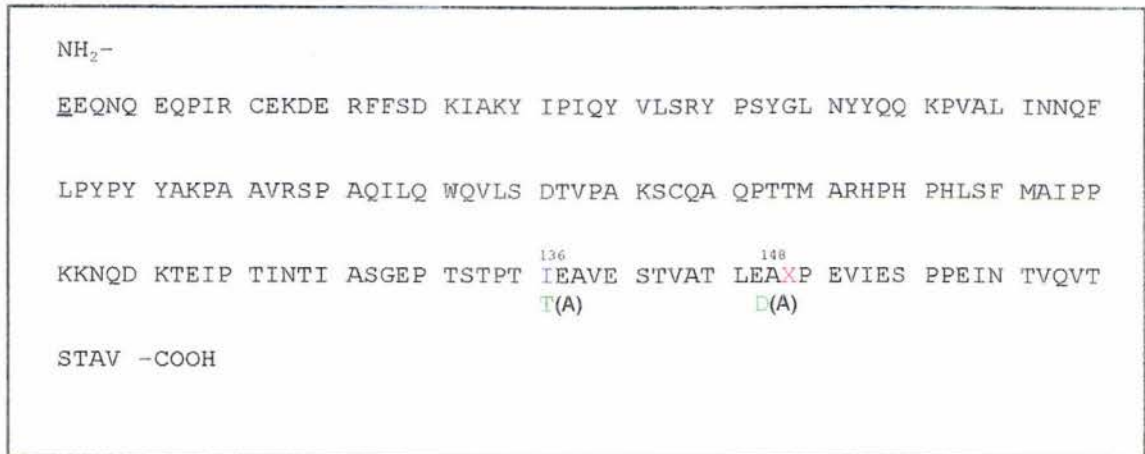 NH₂-
EEQNQ EQPIR CEKDE RFFSD KIAKY IPIQY VLSRY PSYGL NYYQQ KPVAL INNQF
LPYPY YAKPA AVRSP AQILQ WQVLS DTVPA KSCQA QPTTM ARHPH PHLSF MAIPP
136 148
KKNQD KTEIP TINTI ASGEP TSTPT IEAVE STVAT LEAXP EVIES PPEIN TVQVT
T(A) D(A)
STAV -COOH